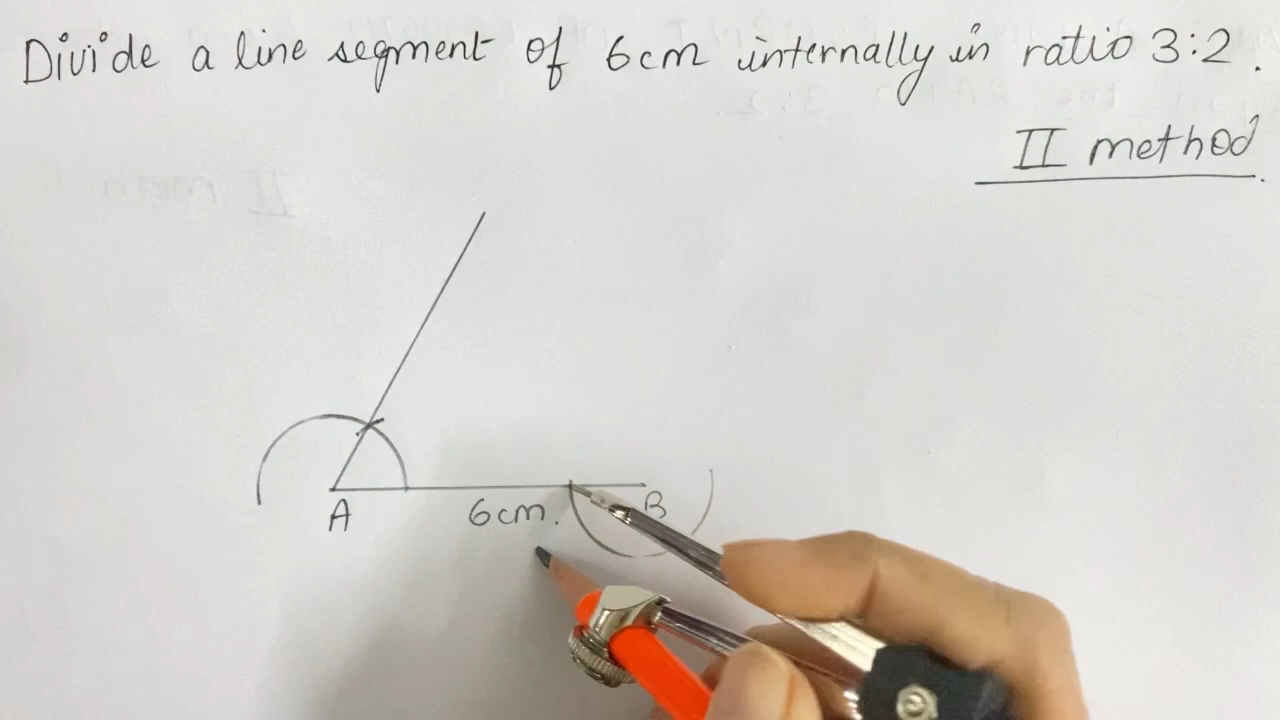 Divide a line segment of 6cm internally in ratio 3:2.
II method
A
6cm.
B